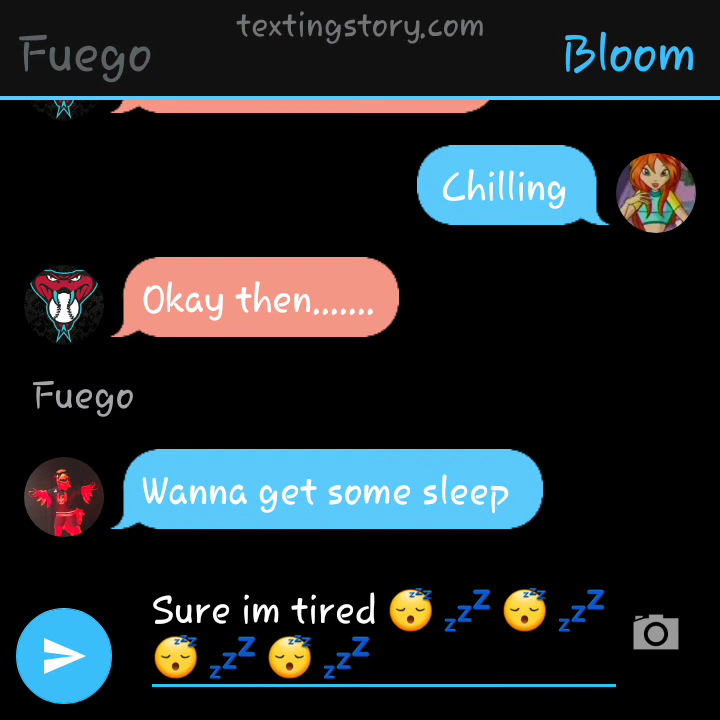 textingstory.com
Fuego
Bloom
Chilling
Okay then.......
Fuego
Wanna get some sleep
Sure im tired 😴 💤 😴 💤
😴 💤 😴 💤